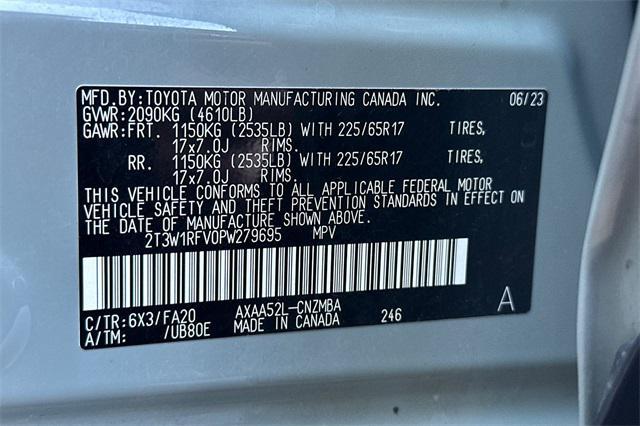 MFD.BY:TOYOTA MOTOR MANUFACTURING CANADA INC. 06/23
GVWR:2090KG (4610LB)
GAWR:FRT. 1150KG (2535LB) WITH 225/65R17 TIRES,
17x7.0J RIMS.
RR. 1150KG (2535LB) WITH 225/65R17 TIRES,
17x7.0J RIMS.
THIS VEHICLE CONFORMS TO ALL APPLICABLE FEDERAL MOTOR
VEHICLE SAFETY AND THEFT PREVENTION STANDARDS IN EFFECT ON
THE DATE OF MANUFACTURE SHOWN ABOVE.
2T3W1RFV0PW279695 MPV
C/TR:6X3/FA20 AXAA52L-CNZMBA
A/TM: /UB80E MADE IN CANADA 246 A